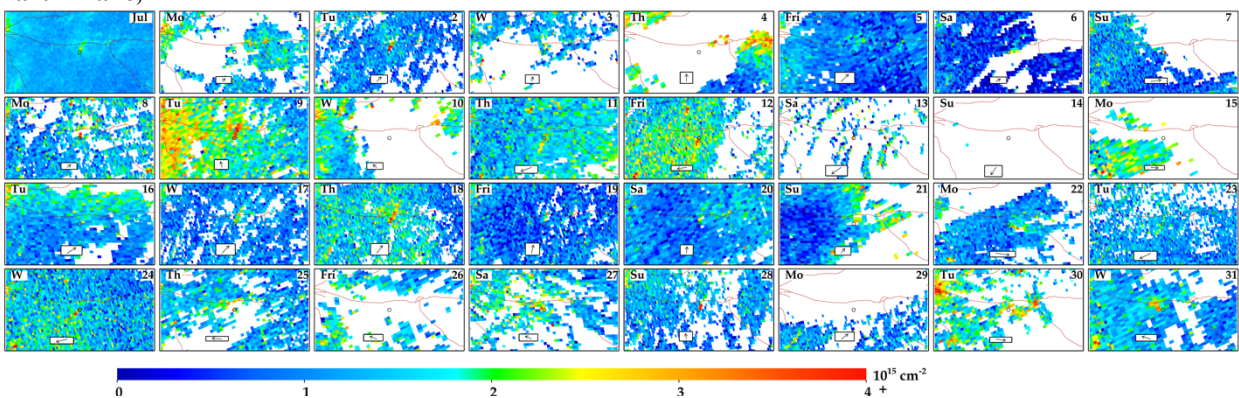 Jul Mo 1 Tu 2 W 3 Th 4 Fri 5 Sa 6 Su 7
Mo 8 Tu 9 W 10 Th 11 Fri 12 Sa 13 Su 14 Mo 15
Tu 16 W 17 Th 18 Fri 19 Sa 20 Su 21 Mo 22 Tu 23
W 24 Th 25 Fri 26 Sa 27 Su 28 Mo 29 Tu 30 W 31
0 1 2 3 4 + 10¹⁵ cm⁻²